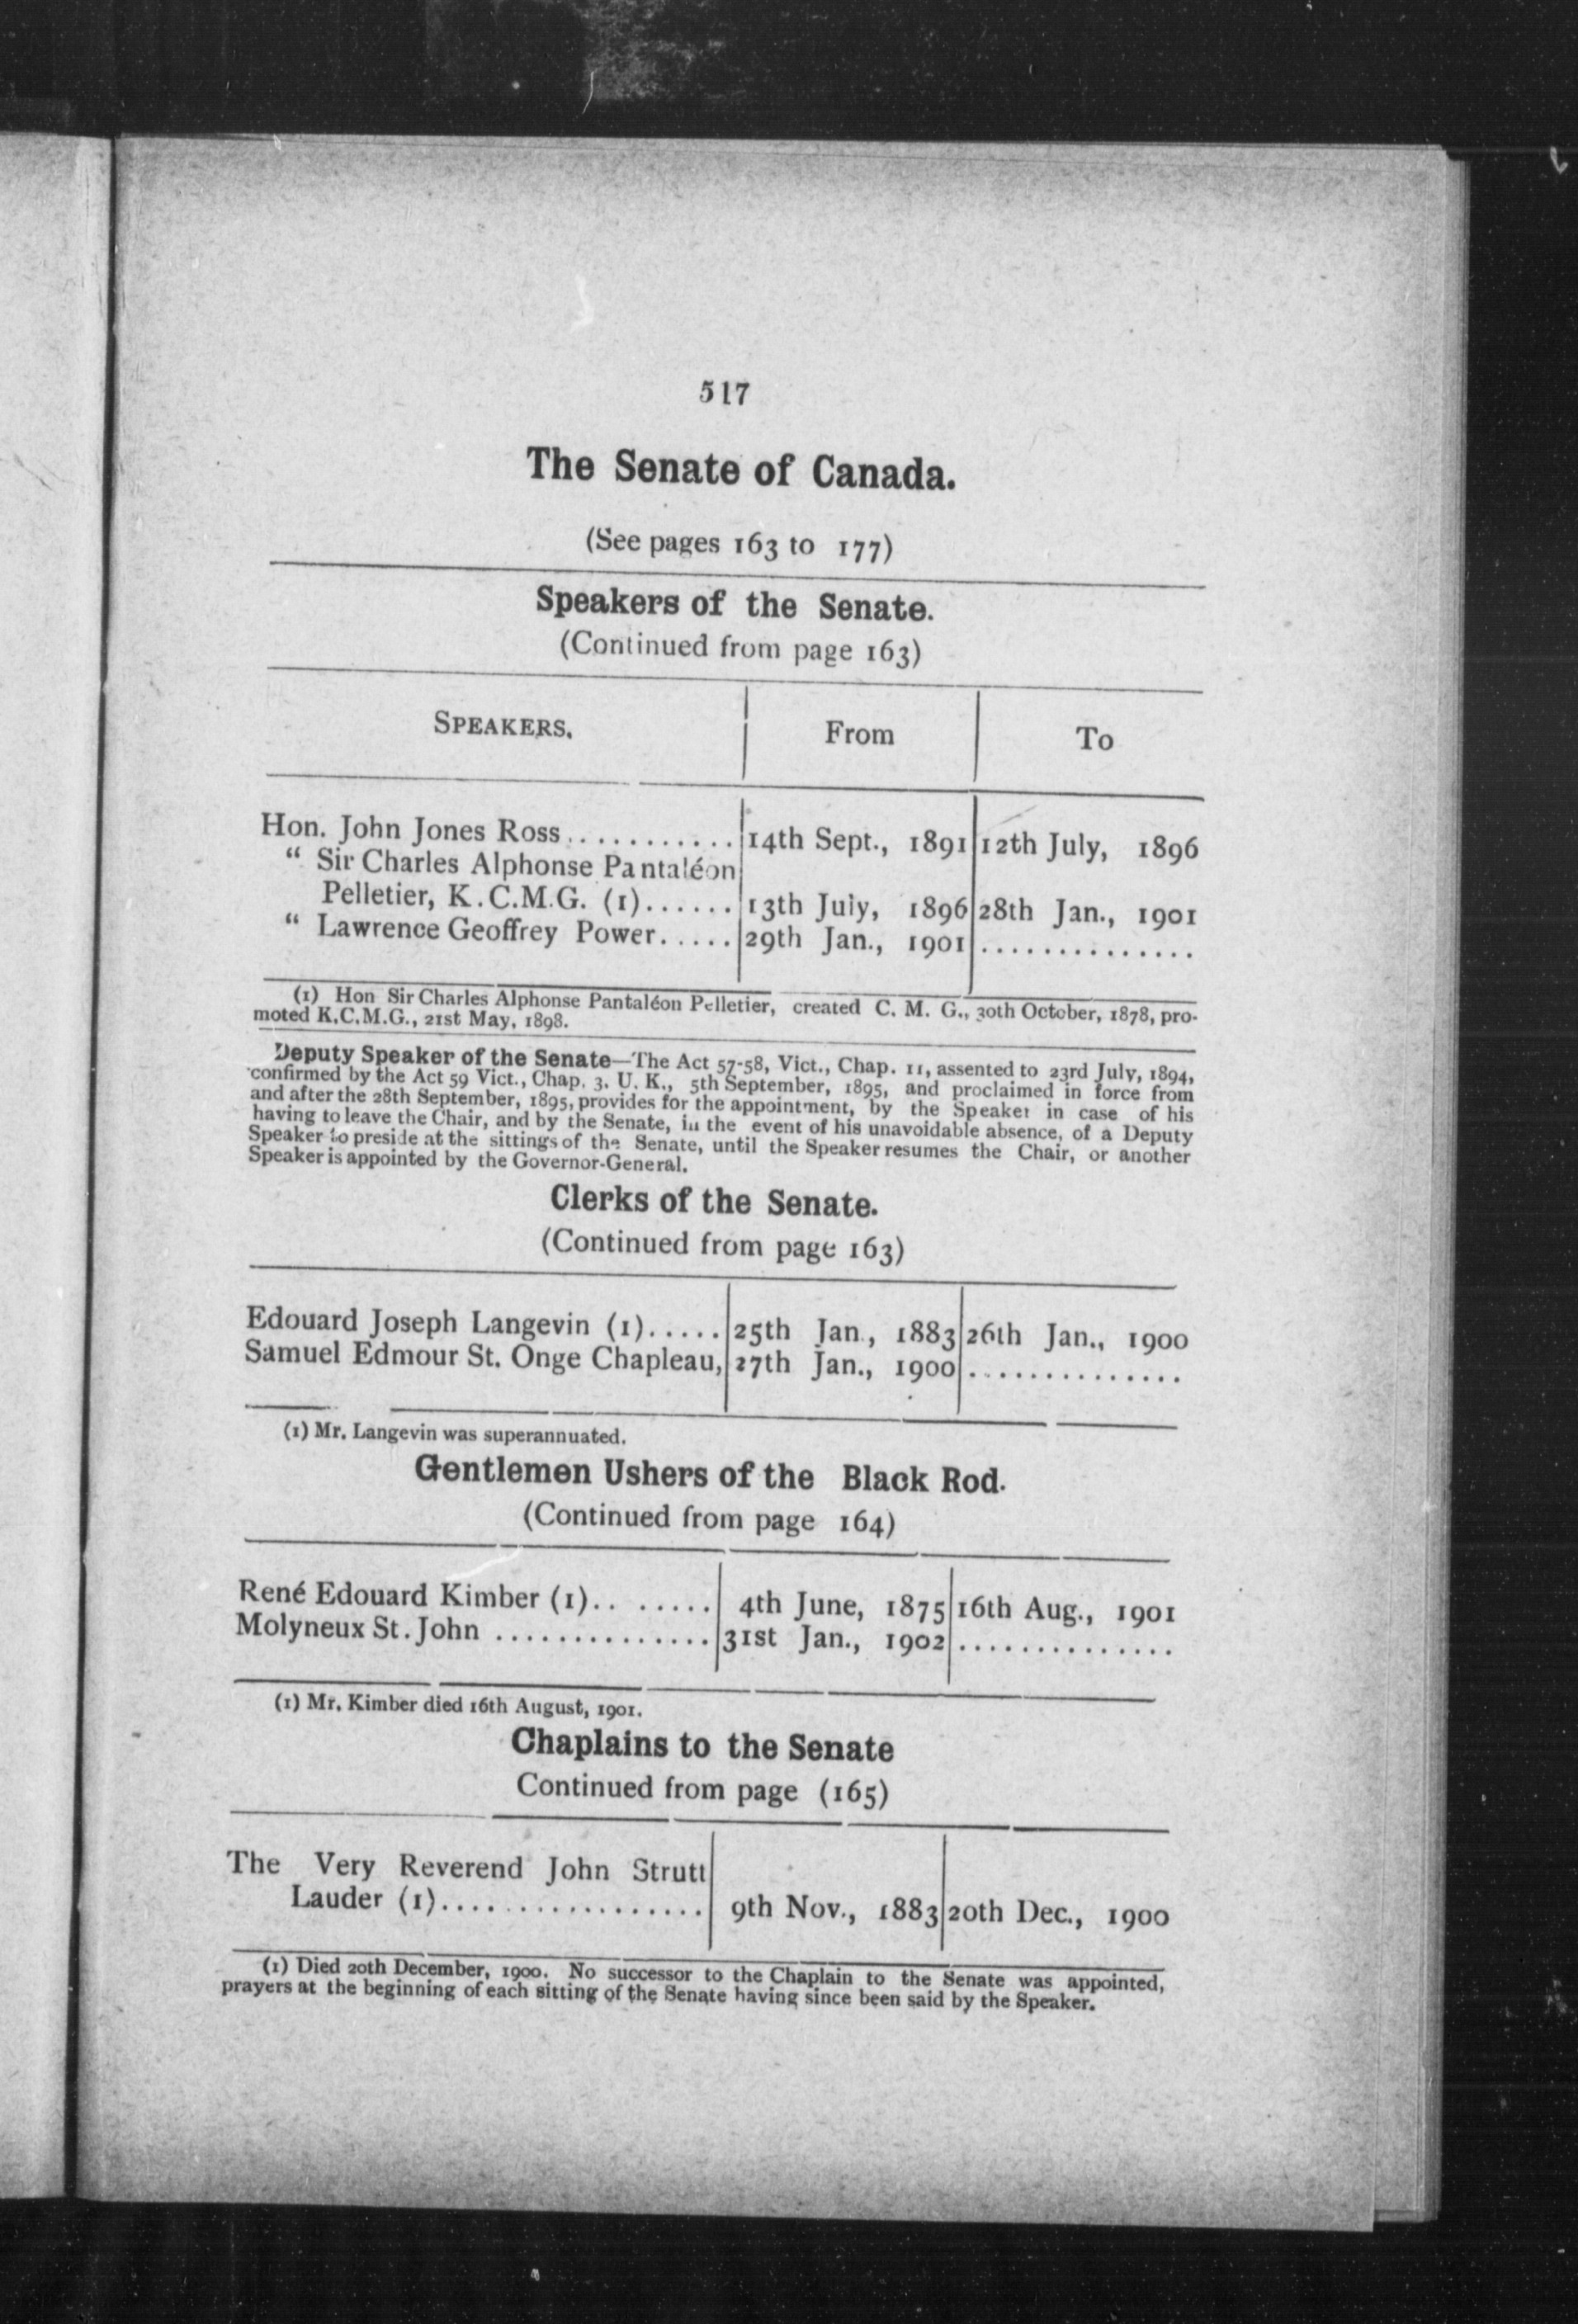 517
The Senate of Canada.
(See pages 163 to 177)
Speakers of the Senate.
(Continued from page 163)
SPEAKERS. From To
Hon. John Jones Ross........... 14th Sept., 1891 12th July, 1896
“ Sir Charles Alphonse Pantaléon
Pelletier, K.C.M.G. (1)...... 13th July, 1896 28th Jan., 1901
“ Lawrence Geoffrey Power..... 29th Jan., 1901 ..............
(1) Hon Sir Charles Alphonse Pantaléon Pelletier, created C. M. G., 30th October, 1878, pro-
moted K.C.M.G., 21st May, 1898.
Deputy Speaker of the Senate—The Act 57-58, Vict., Chap. 11, assented to 23rd July, 1894,
confirmed by the Act 59 Vict., Chap. 3. U. K., 5th September, 1895, and proclaimed in force from
and after the 28th September, 1895, provides for the appointment, by the Speaker in case of his
having to leave the Chair, and by the Senate, in the event of his unavoidable absence, of a Deputy
Speaker to preside at the sittings of the Senate, until the Speaker resumes the Chair, or another
Speaker is appointed by the Governor-General.
Clerks of the Senate.
(Continued from page 163)
Edouard Joseph Langevin (1)..... 25th Jan., 1883 26th Jan., 1900
Samuel Edmour St. Onge Chapleau, 27th Jan., 1900 ..............
(1) Mr. Langevin was superannuated.
Gentlemen Ushers of the Black Rod.
(Continued from page 164)
René Edouard Kimber (1).. ..... 4th June, 1875 16th Aug., 1901
Molyneux St. John .............. 31st Jan., 1902 ..............
(1) Mr. Kimber died 16th August, 1901.
Chaplains to the Senate
Continued from page (165)
The Very Reverend John Strutt
Lauder (1)................. 9th Nov., 1883 20th Dec., 1900
(1) Died 20th December, 1900. No successor to the Chaplain to the Senate was appointed,
prayers at the beginning of each sitting of the Senate having since been said by the Speaker.